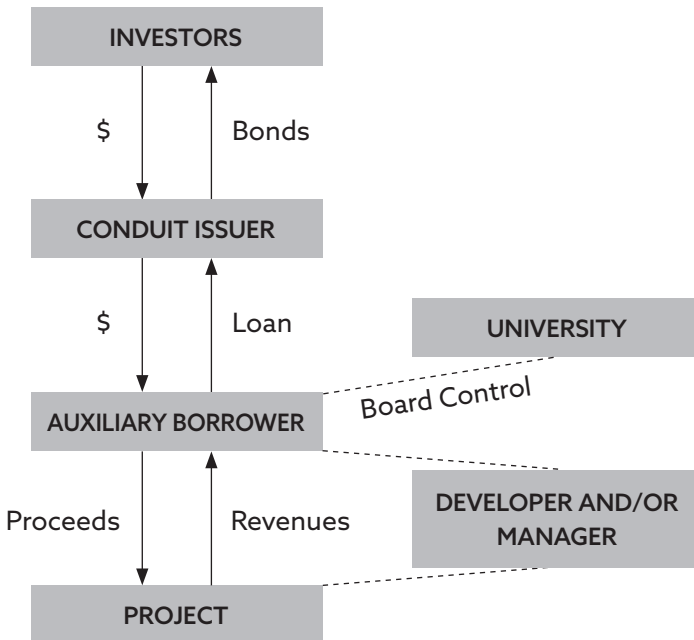 INVESTORS
$
Bonds
CONDUIT ISSUER
$
Loan
UNIVERSITY
Board Control
AUXILIARY BORROWER
DEVELOPER AND/OR
MANAGER
Proceeds
Revenues
PROJECT